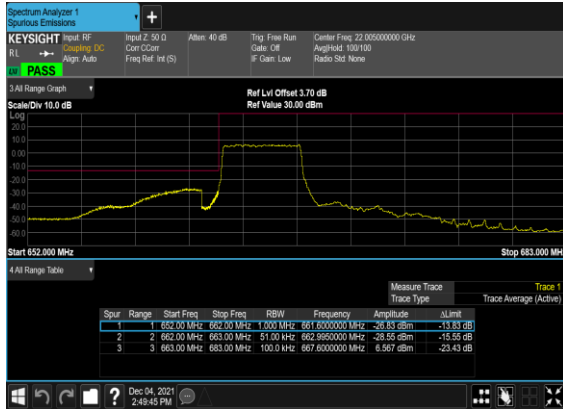 Spectrum Analyzer 1
Spurious Emissions
+
KEYSIGHT Input: RF Input Z: 50 Ω Atten: 40 dB Trig: Free Run Center Freq: 22.005000000 GHz
RL Coupling: DC Corr CCorr Gate: Off Avg|Hold: 100/100
Align: Auto Freq Ref: Int (S) IF Gain: Low Radio Std: None
LW PASS
3 All Range Graph Ref Lvl Offset 3.70 dB
Scale/Div 10.0 dB Ref Value 30.00 dBm
Log
20.0
10.0
0.00
-10.0
-20.0
-30.0
-40.0
-50.0
-60.0
Start 652.000 MHz Stop 683.000 MH
4 All Range Table
Measure Trace Trace 1
Trace Type Trace Average (Active)
Spur Range Start Freq Stop Freq RBW Frequency Amplitude ΔLimit
1 1 652.00 MHz 662.00 MHz 1.000 MHz 661.6000000 MHz -26.83 dBm -13.83 dB
2 2 662.00 MHz 663.00 MHz 51.00 kHz 662.9950000 MHz -28.55 dBm -15.55 dB
3 3 663.00 MHz 683.00 MHz 100.0 kHz 667.6000000 MHz 6.567 dBm -23.43 dB
? Dec 04, 2021
2:49:45 PM